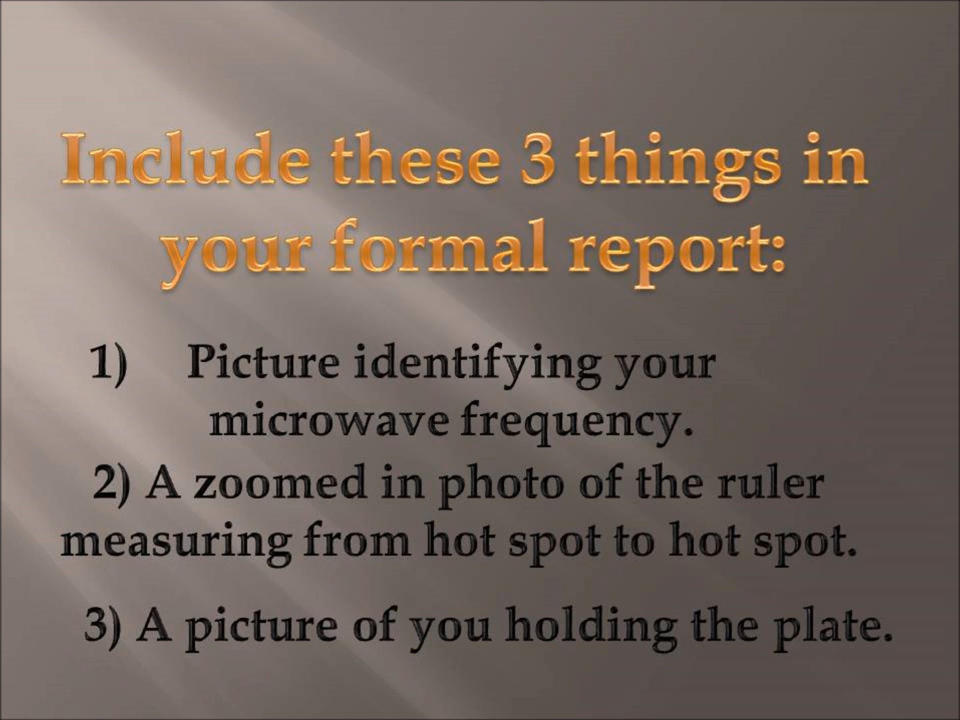 Include these 3 things in
your formal report:
1) Picture identifying your
microwave frequency.
2) A zoomed in photo of the ruler
measuring from hot spot to hot spot.
3) A picture of you holding the plate.